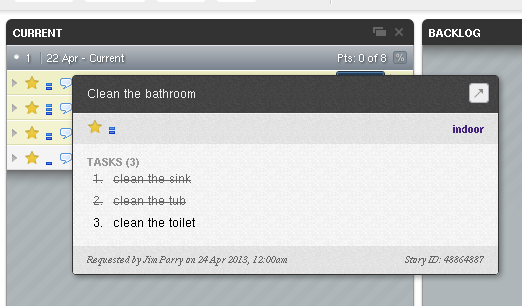 CURRENT
BACKLOG
1 22 Apr - Current Pts: 0 of 8 %
Clean the bathroom
indoor
TASKS (3)
1. clean the sink
2. clean the tub
3. clean the toilet
Requested by Jim Parry on 24 Apr 2013, 12:00am Story ID: 48864887